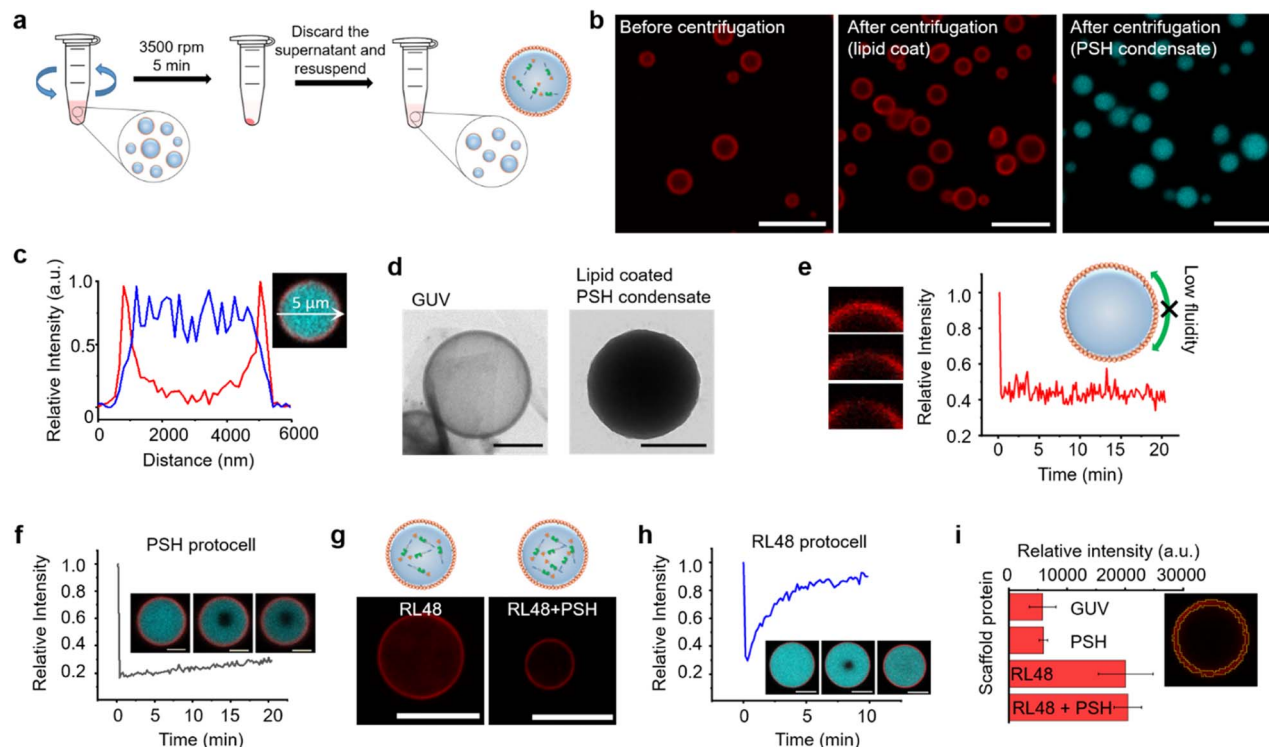 a
3500 rpm
5 min
Discard the
supernatant and
resuspend
b
Before centrifugation
After centrifugation
(lipid coat)
After centrifugation
(PSH condensate)
c
Relative Intensity (a.u.)
1.0
0.5
0
0
2000
4000
6000
Distance (nm)
5 μm
d
GUV
Lipid coated
PSH condensate
e
Relative Intensity
1.0
0.8
0.6
0.4
0.2
0
5
10
15
20
Time (min)
Low fluidity
f
PSH protocell
Relative Intensity
1.0
0.8
0.6
0.4
0.2
0
5
10
15
20
Time (min)
g
RL48
RL48+PSH
h
RL48 protocell
Relative Intensity
1.0
0.8
0.6
0.4
0.2
0
5
10
Time (min)
i
Relative intensity (a.u.)
0
10000
20000
30000
Scaffold protein
GUV
PSH
RL48
RL48 + PSH